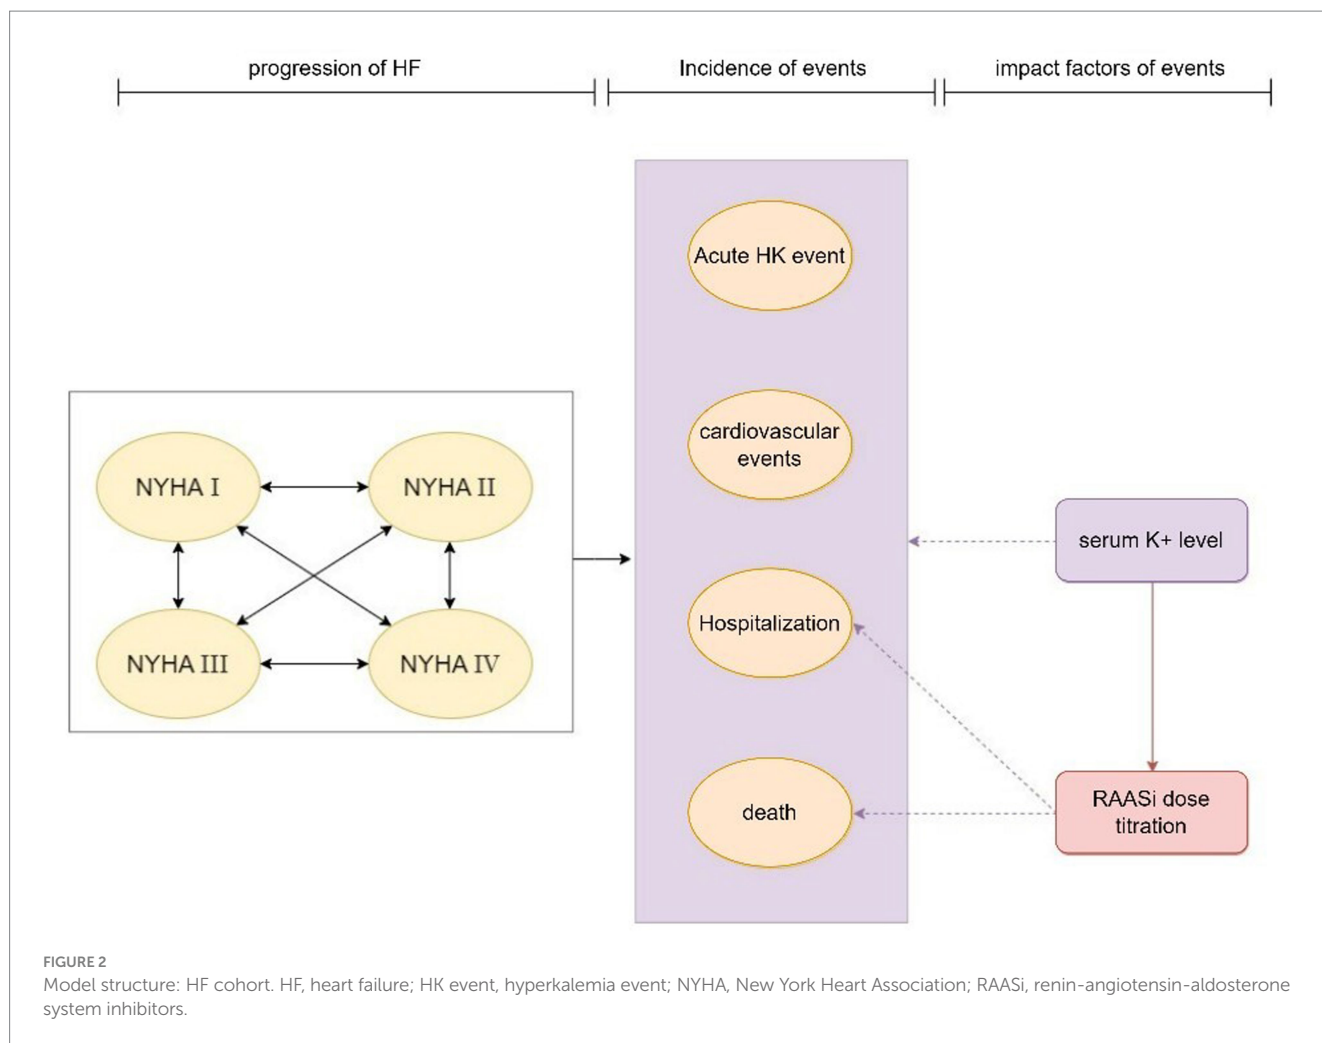 progression of HF
Incidence of events
impact factors of events
Acute HK event
cardiovascular
events
NYHA I
NYHA II
serum K+ level
Hospitalization
NYHA III
NYHA IV
RAASi dose
titration
death
FIGURE 2
Model structure: HF cohort. HF, heart failure; HK event, hyperkalemia event; NYHA, New York Heart Association; RAASi, renin-angiotensin-aldosterone
system inhibitors.